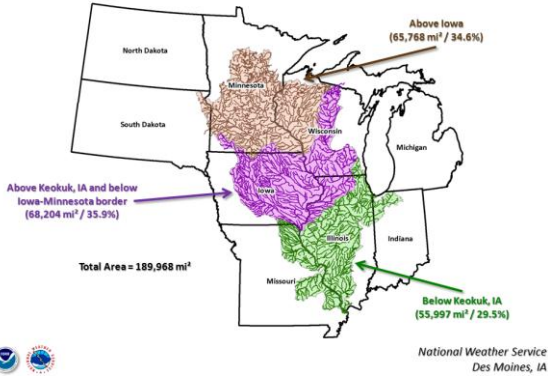 Above Iowa
(65,768 mi² / 34.6%)
North Dakota
Minnesota
South Dakota
Wisconsin
Michigan
Above Keokuk, IA and below
Iowa-Minnesota border
(68,204 mi² / 35.9%)
Iowa
Illinois
Indiana
Total Area = 189,968 mi²
Missouri
Below Keokuk, IA
(55,997 mi² / 29.5%)
National Weather Service
Des Moines, IA